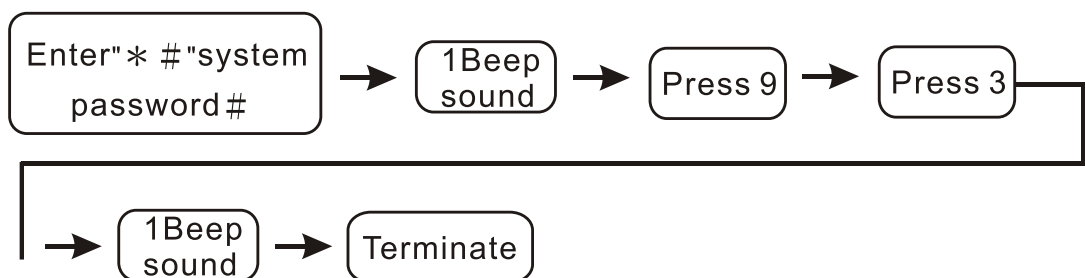 Enter"* #"system
password#
1Beep
sound
Press 9
Press 3
1Beep
sound
Terminate